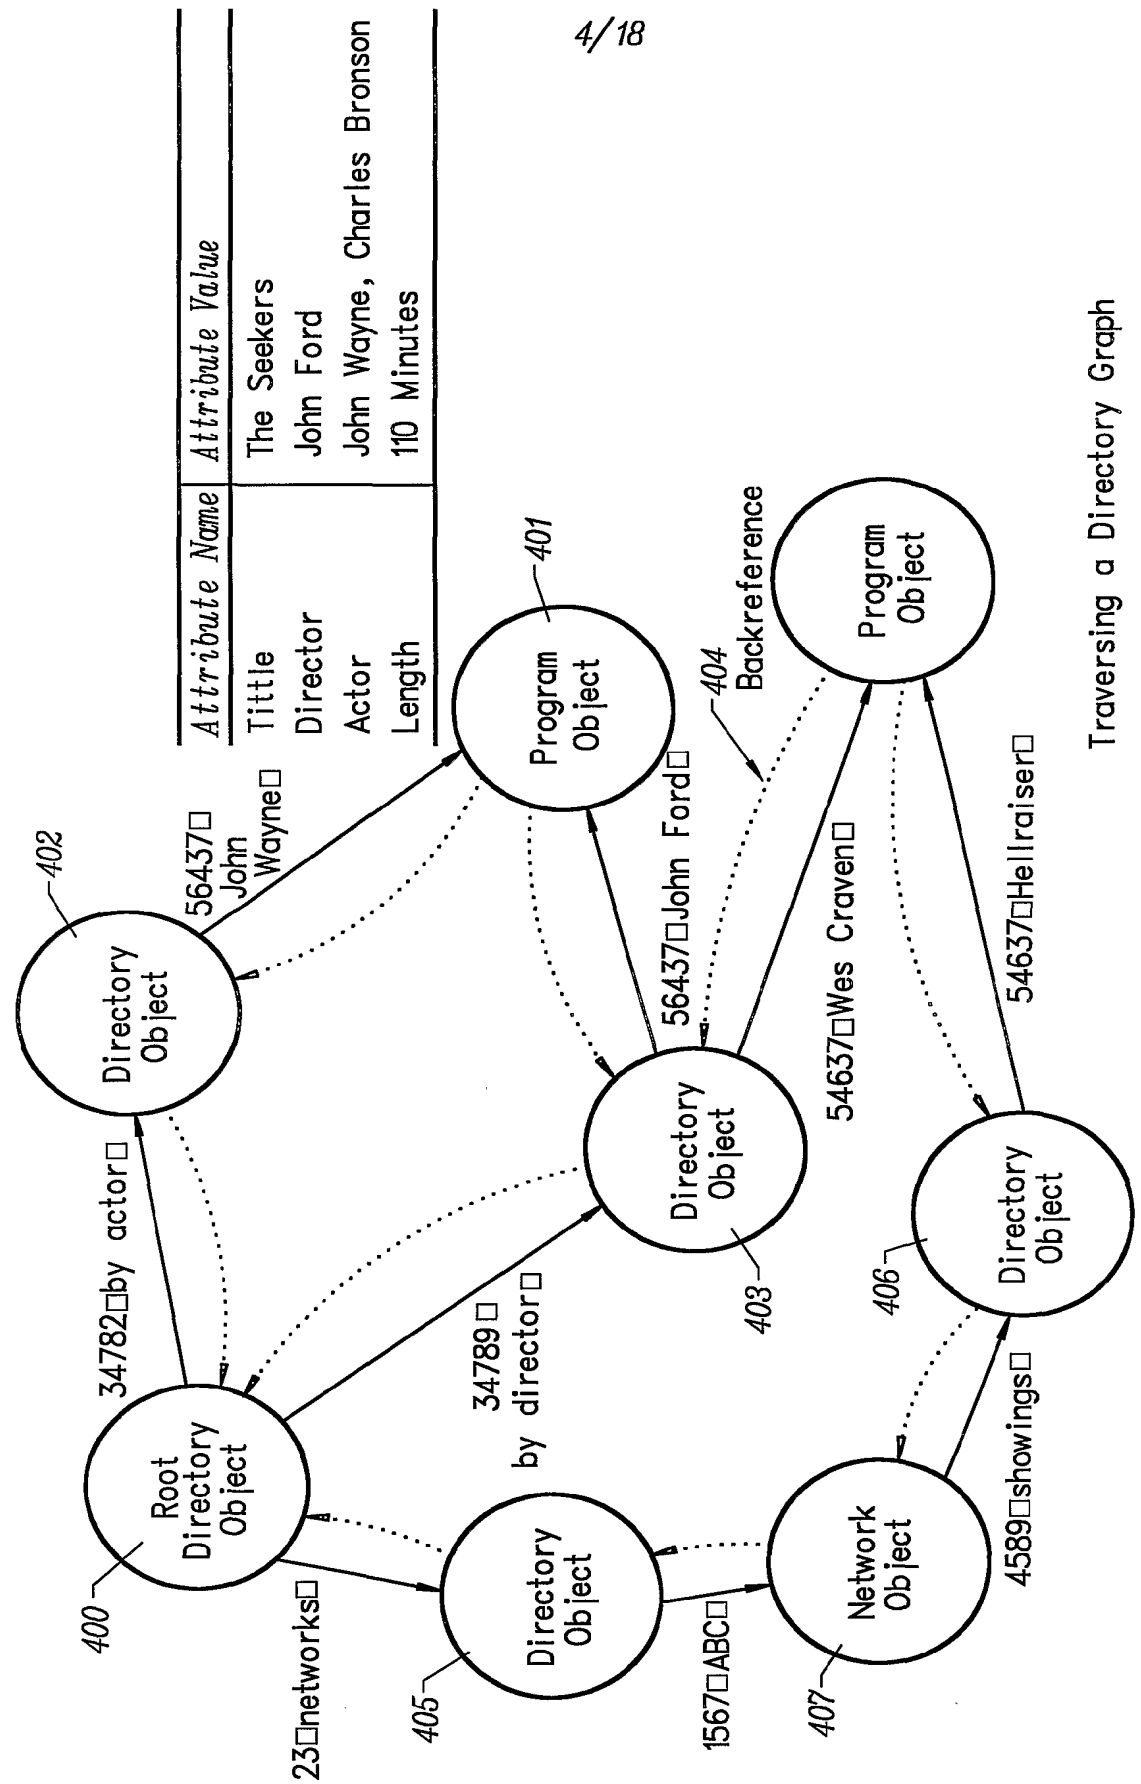 4/18
Attribute Name Attribute Value
Tittle The Seekers
Director John Ford
Actor John Wayne, Charles Bronson
Length 110 Minutes
402
56437□
John
Wayne□
Directory
Object
34782□by actor□
400
Root
Directory
Object
401
Program
Object
34789□
by director□
56437□John Ford□
403
Directory
Object
404
Backreference
Program
Object
54637□Wes Craven□
23□networks□
405
Directory
Object
1567□ABC□
407
Network
Object
4589□showings□
406
Directory
Object
54637□Hellraiser□
Traversing a Directory Graph